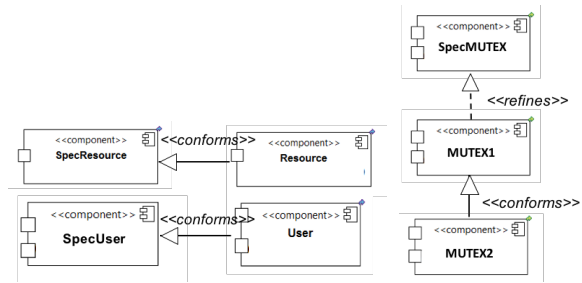 <<component>>
SpecMUTEX
<<refines>>
<<component>>
MUTEX1
<<conforms>>
<<component>>
MUTEX2
<<component>>
SpecResource
<<conforms>>
<<component>>
Resource
<<component>>
SpecUser
<<conforms>>
<<component>>
User